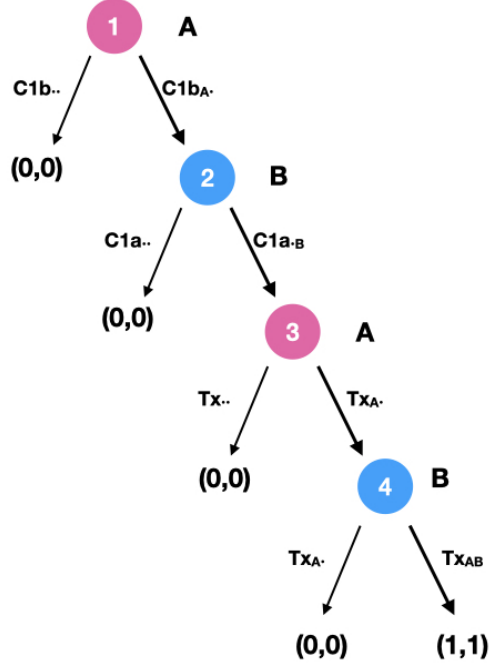 1 A
C1b.. C1bA.
(0,0)
2 B
C1a.. C1a.B
(0,0)
3 A
Tx.. TxA.
(0,0)
4 B
TxA. TxAB
(0,0) (1,1)